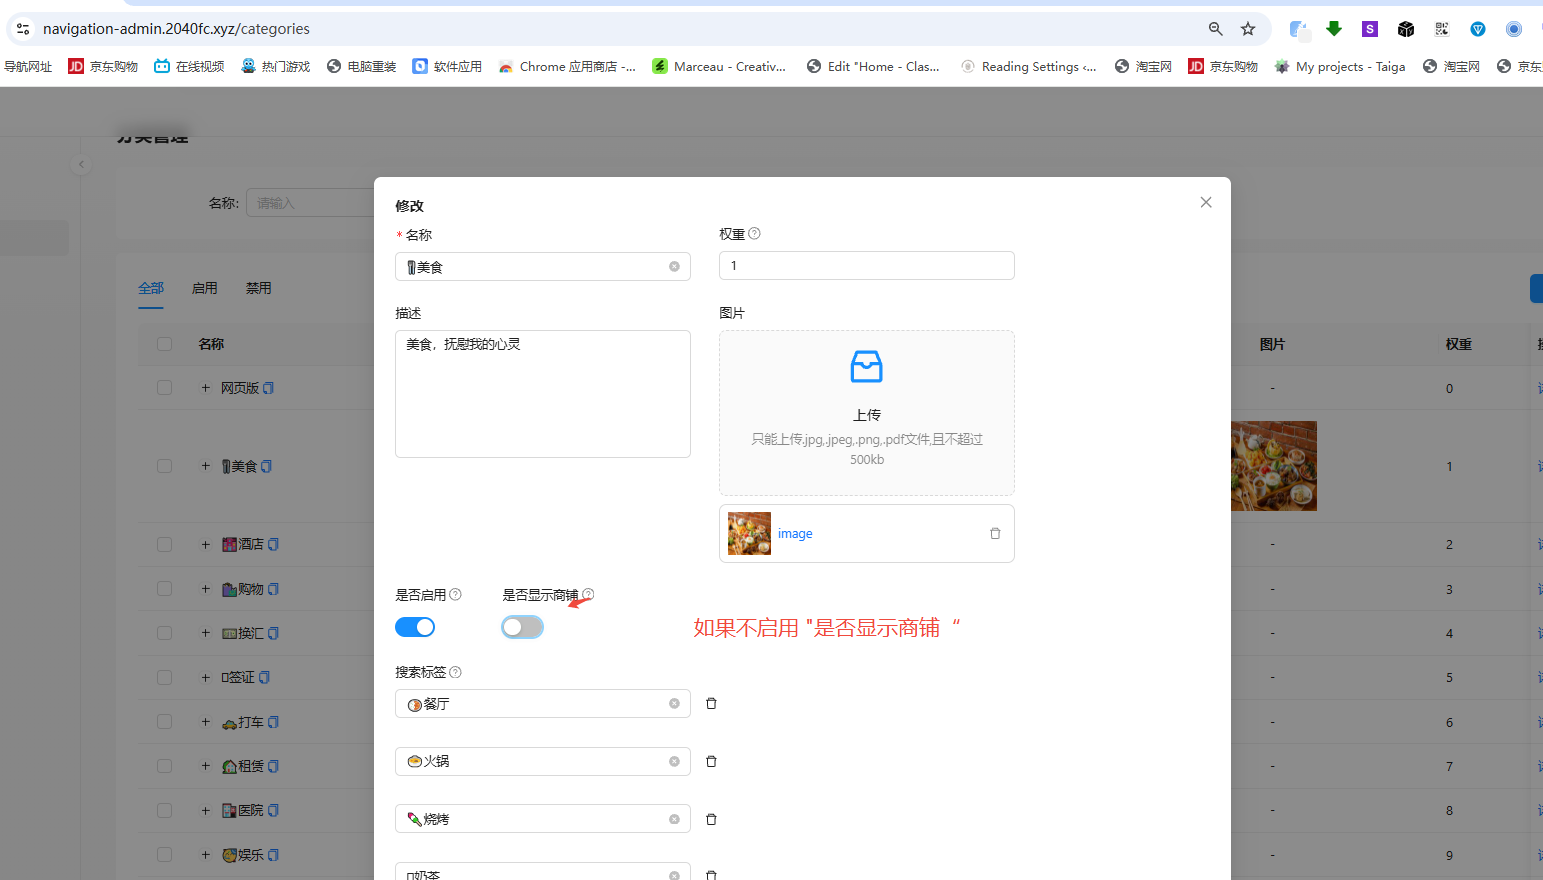 navigation-admin.2040fc.xyz/categories
导航网址 京东购物 在线视频 热门游戏 电脑重装 软件应用 Chrome 应用商店 -... Marceau - Creativ... Edit "Home - Clas... Reading Settings ‹... 淘宝网 京东购物 My projects - Taiga 淘宝网
分类管理
名称: 请输入
修改
* 名称 权重
美食 1
描述 图片
美食，抚慰我的心灵
上传
只能上传.jpg,.jpeg,.png,.pdf文件,且不超过
500kb
image
是否启用 是否显示商铺
如果不启用 "是否显示商铺 “
搜索标签
餐厅
火锅
烧烤
奶茶
全部 启用 禁用
名称 图片 权重
网页版 - 0
美食 1
酒店 - 2
购物 - 3
换汇 - 4
签证 - 5
打车 - 6
租赁 - 7
医院 - 8
娱乐 - 9